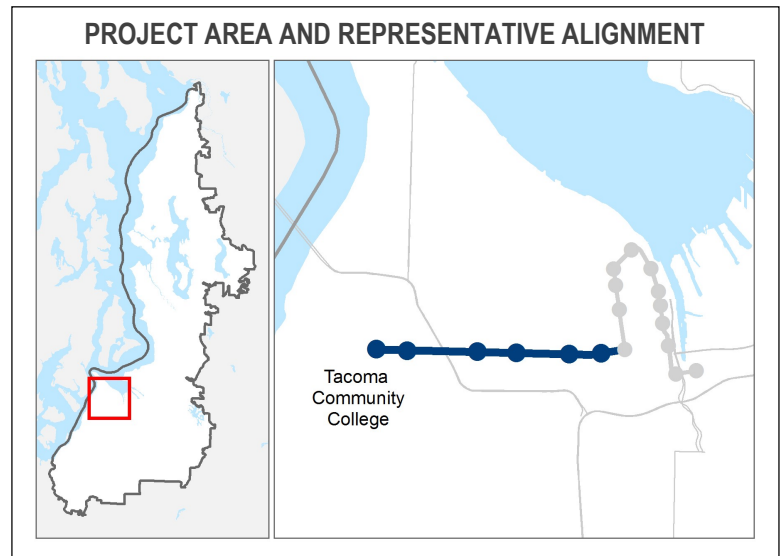 PROJECT AREA AND REPRESENTATIVE ALIGNMENT
Tacoma
Community
College